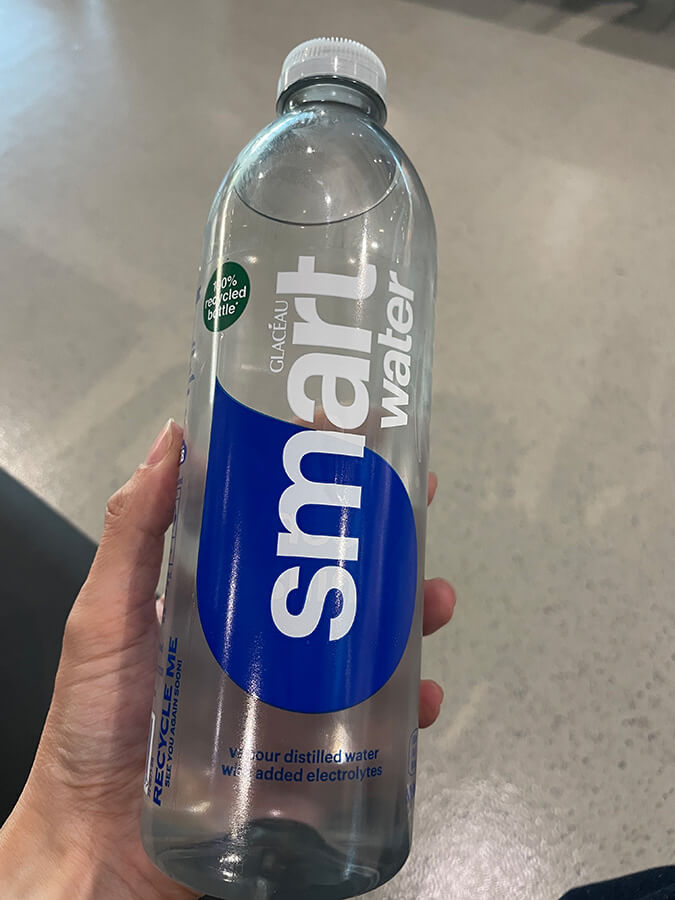 100%
recycled
bottle*
GLACÉAU
smart
water
vapour distilled water
with added electrolytes
RECYCLE ME
SEE YOU AGAIN SOON!